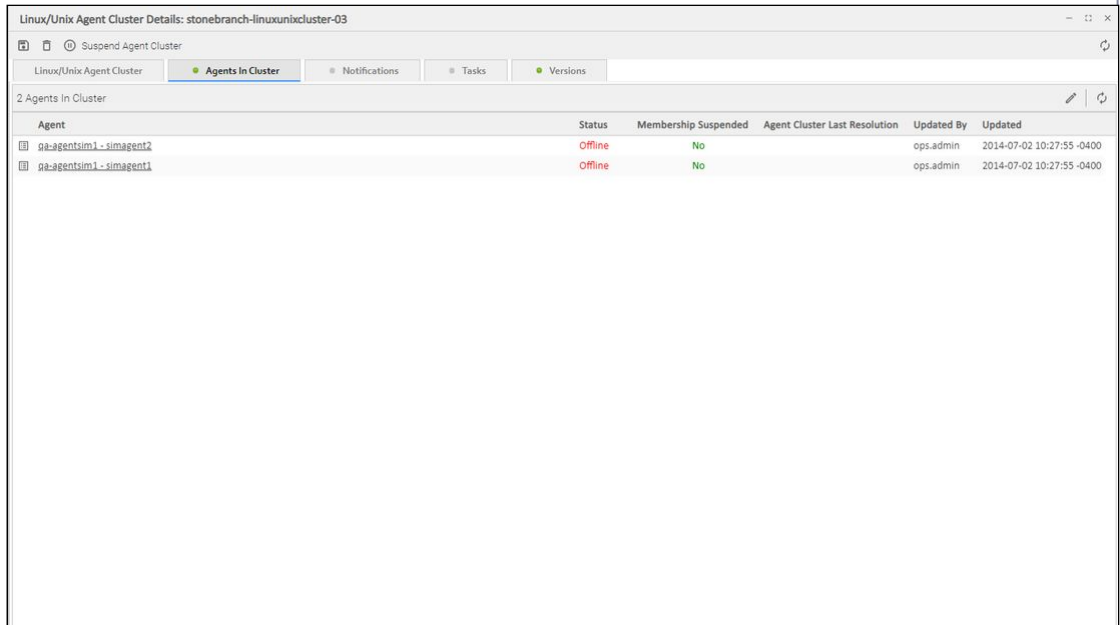 Linux/Unix Agent Cluster Details: stonebranch-linuxunixcluster-03
Suspend Agent Cluster
Linux/Unix Agent Cluster Agents In Cluster Notifications Tasks Versions
2 Agents In Cluster
Agent Status Membership Suspended Agent Cluster Last Resolution Updated By Updated
qa-agentsim1 - simagent2 Offline No ops.admin 2014-07-02 10:27:55 -0400
qa-agentsim1 - simagent1 Offline No ops.admin 2014-07-02 10:27:55 -0400